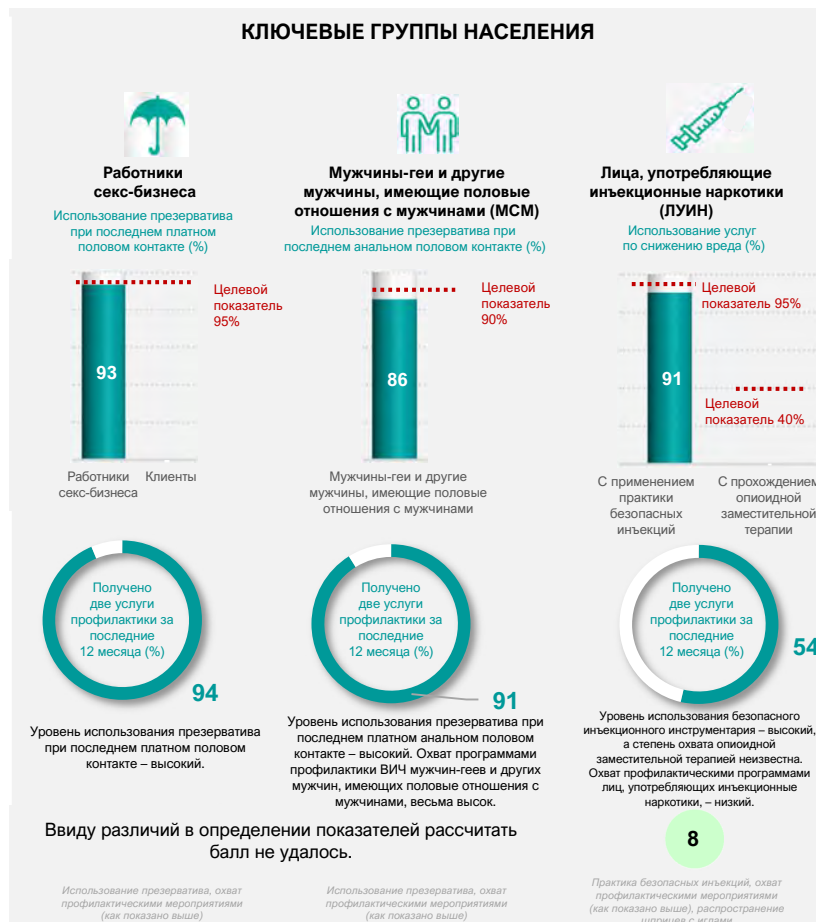 КЛЮЧЕВЫЕ ГРУППЫ НАСЕЛЕНИЯ
Работники
секс-бизнеса
Использование презерватива
при последнем платном
половом контакте (%)
Целевой
показатель
95%
93
Работники
секс-бизнеса
Клиенты
Получено
две услуги
профилактики за
последние
12 месяца (%)
94
Уровень использования презерватива
при последнем платном половом
контакте – высокий.
Мужчины-геи и другие
мужчины, имеющие половые
отношения с мужчинами (МСМ)
Использование презерватива при
последнем анальном половом контакте (%)
Целевой
показатель
90%
86
Мужчины-геи и другие
мужчины, имеющие половые
отношения с мужчинами
Получено
две услуги
профилактики за
последние
12 месяца (%)
91
Уровень использования презерватива при
последнем платном анальном половом
контакте – высокий. Охват программами
профилактики ВИЧ мужчин-геев и других
мужчин, имеющих половые отношения с
мужчинами, весьма высок.
Ввиду различий в определении показателей рассчитать
балл не удалось.
Использование презерватива, охват
профилактическими мероприятиями
(как показано выше)
Использование презерватива, охват
профилактическими мероприятиями
(как показано выше)
Лица, употребляющие
инъекционные наркотики
(ЛУИН)
Использование услуг
по снижению вреда (%)
Целевой
показатель 95%
91
Целевой
показатель 40%
С применением
практики
безопасных
инъекций
С прохождением
опиоидной
заместительной
терапии
Получено
две услуги
профилактики за
последние
12 месяца (%)
54
Уровень использования безопасного
инъекционного инструментария – высокий,
а степень охвата опиоидной
заместительной терапией неизвестна.
Охват профилактическими программами
лиц, употребляющих инъекционные
наркотики, – низкий.
8
Практика безопасных инъекций, охват
профилактическими мероприятиями
(как показано выше), распространение
шприцев с иглами